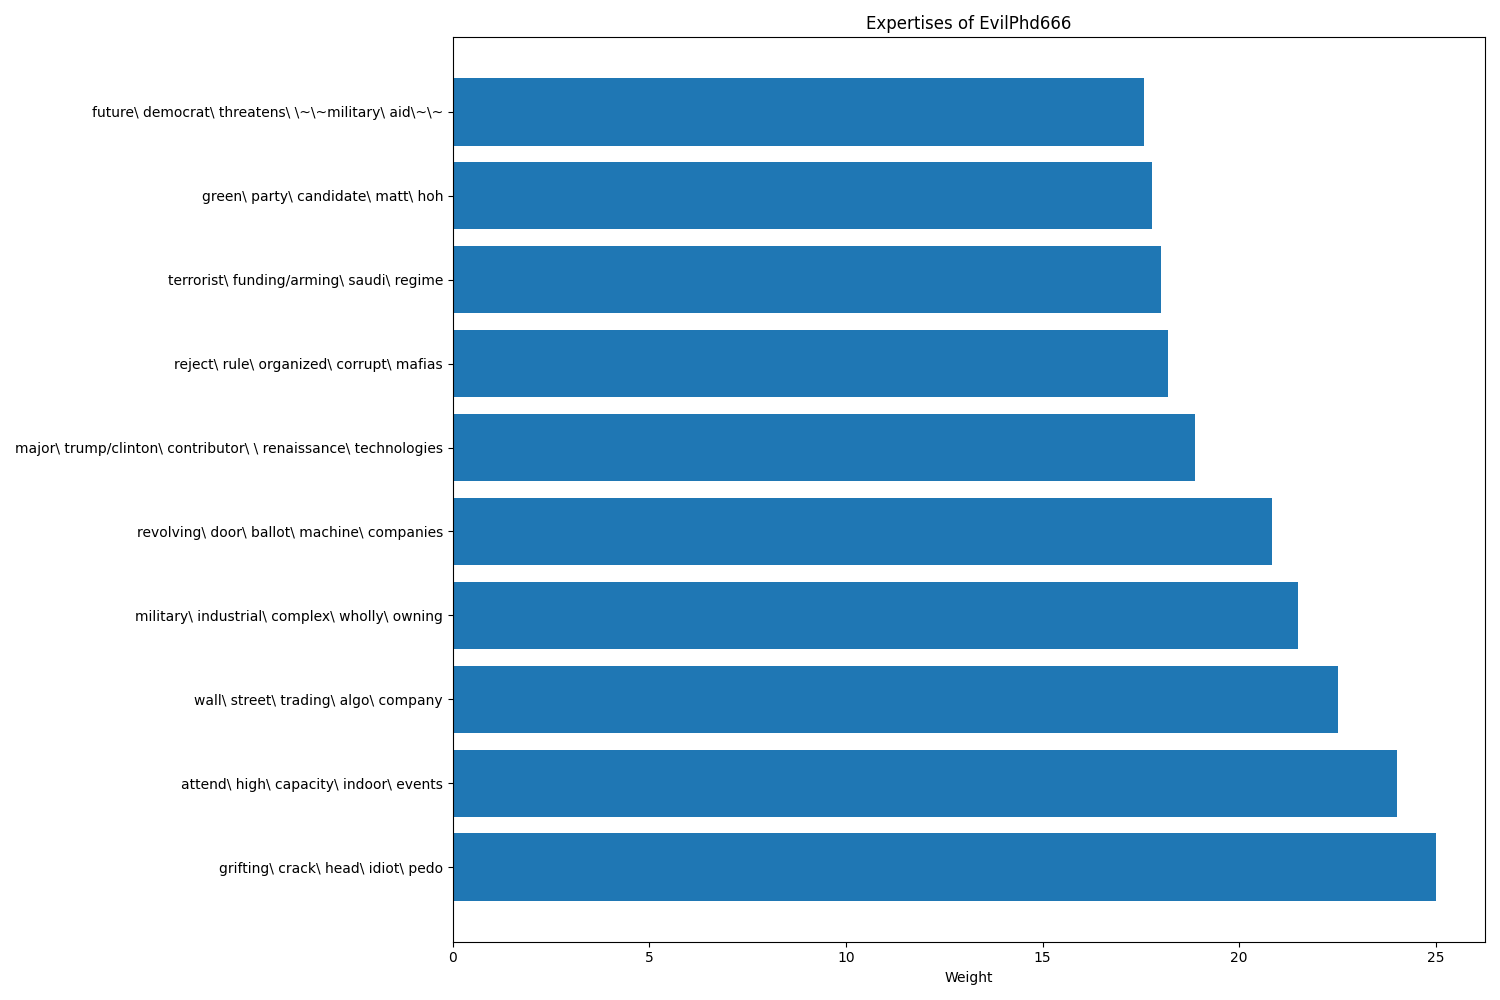 Expertises of EvilPhd666
future\ democrat\ threatens\ \~\~military\ aid\~\~
green\ party\ candidate\ matt\ hoh
terrorist\ funding/arming\ saudi\ regime
reject\ rule\ organized\ corrupt\ mafias
major\ trump/clinton\ contributor\ \ renaissance\ technologies
revolving\ door\ ballot\ machine\ companies
military\ industrial\ complex\ wholly\ owning
wall\ street\ trading\ algo\ company
attend\ high\ capacity\ indoor\ events
grifting\ crack\ head\ idiot\ pedo
0 5 10 15 20 25
Weight